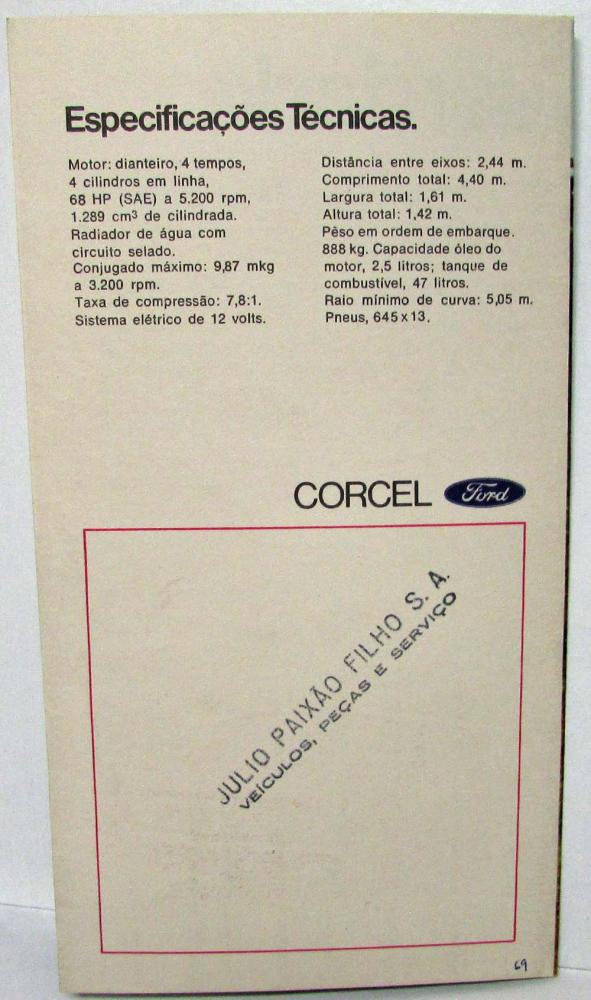 Especificações Técnicas.
Motor: dianteiro, 4 tempos,
4 cilindros em linha,
68 HP (SAE) a 5.200 rpm,
1.289 cm³ de cilindrada.
Radiador de água com
circuito selado.
Conjugado máximo: 9,87 mkg
a 3.200 rpm.
Taxa de compressão: 7,8:1.
Sistema elétrico de 12 volts.
Distância entre eixos: 2,44 m.
Comprimento total: 4,40 m.
Largura total: 1,61 m.
Altura total: 1,42 m.
Pêso em ordem de embarque.
888 kg. Capacidade óleo do
motor, 2,5 litros; tanque de
combustível, 47 litros.
Raio mínimo de curva: 5,05 m.
Pneus, 645 x 13.
CORCEL Ford
JULIO PAIXÃO FILHO S. A.
VEÍCULOS, PEÇAS E SERVIÇO
69